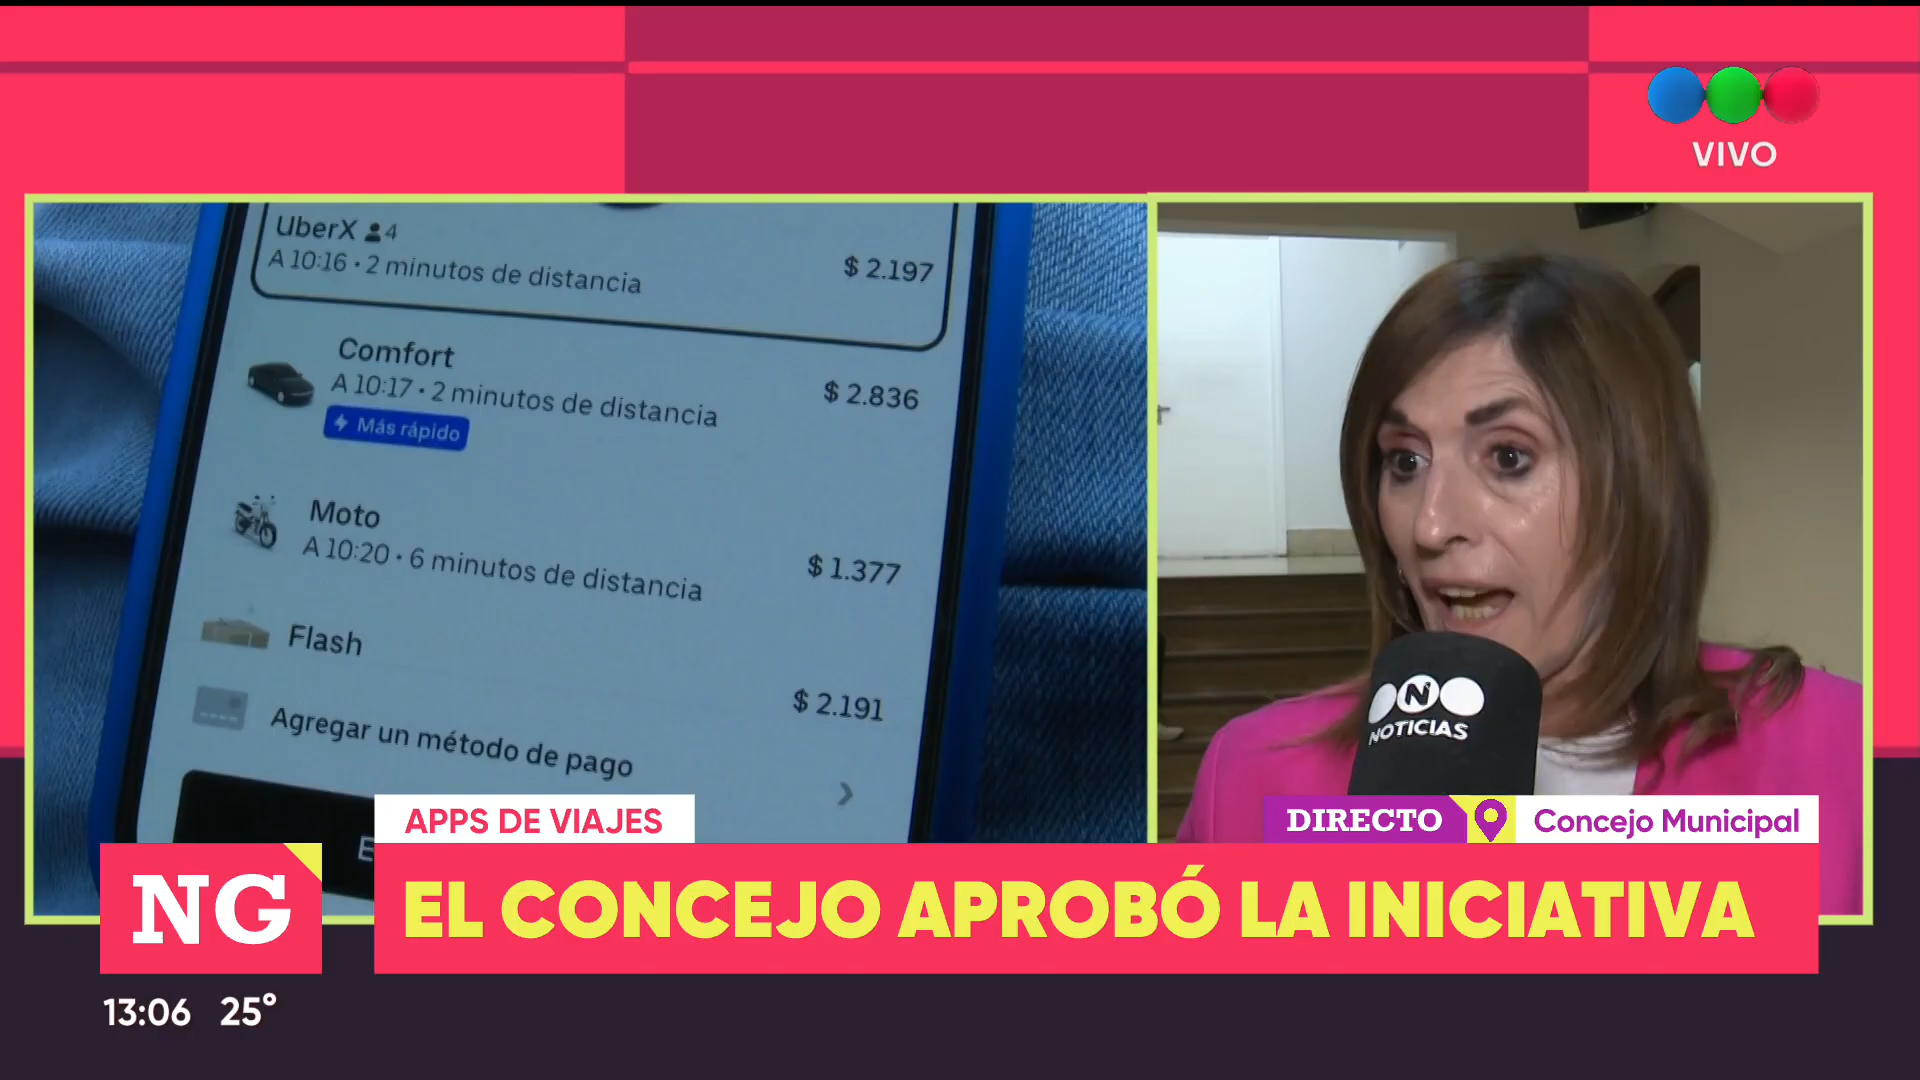 VIVO
UberX 4
A 10:16 • 2 minutos de distancia
$ 2.197
Comfort
A 10:17 • 2 minutos de distancia
$ 2.836
Más rápido
Moto
A 10:20 • 6 minutos de distancia
$ 1.377
Flash
$ 2.191
Agregar un método de pago
N
NOTICIAS
APPS DE VIAJES
DIRECTO
Concejo Municipal
NG
EL CONCEJO APROBÓ LA INICIATIVA
13:06 25°